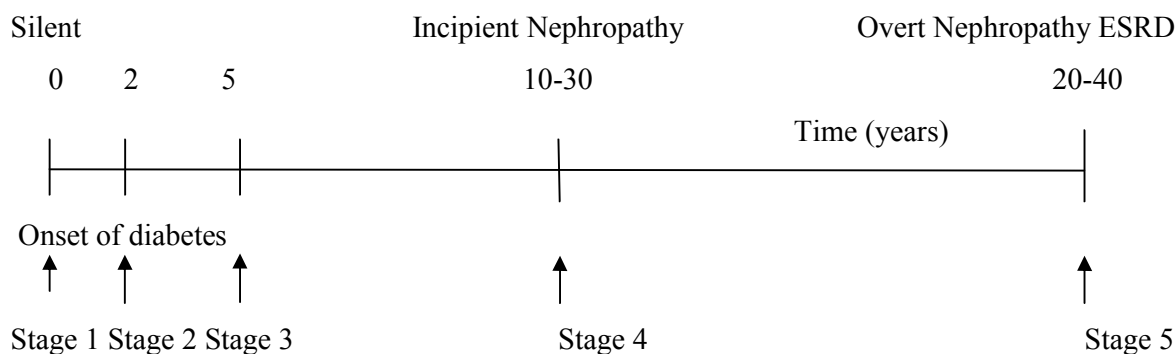 Silent Incipient Nephropathy Overt Nephropathy ESRD
0 2 5 10-30 20-40
Time (years)
Onset of diabetes
Stage 1 Stage 2 Stage 3 Stage 4 Stage 5